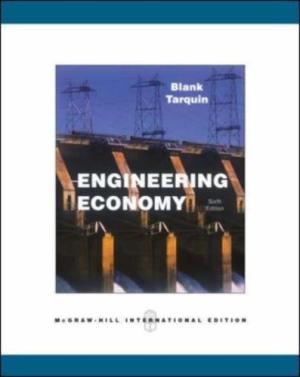 Blank
Tarquin
ENGINEERING
ECONOMY
Sixth
Edition
McGRAW-HILL INTERNATIONAL EDITION